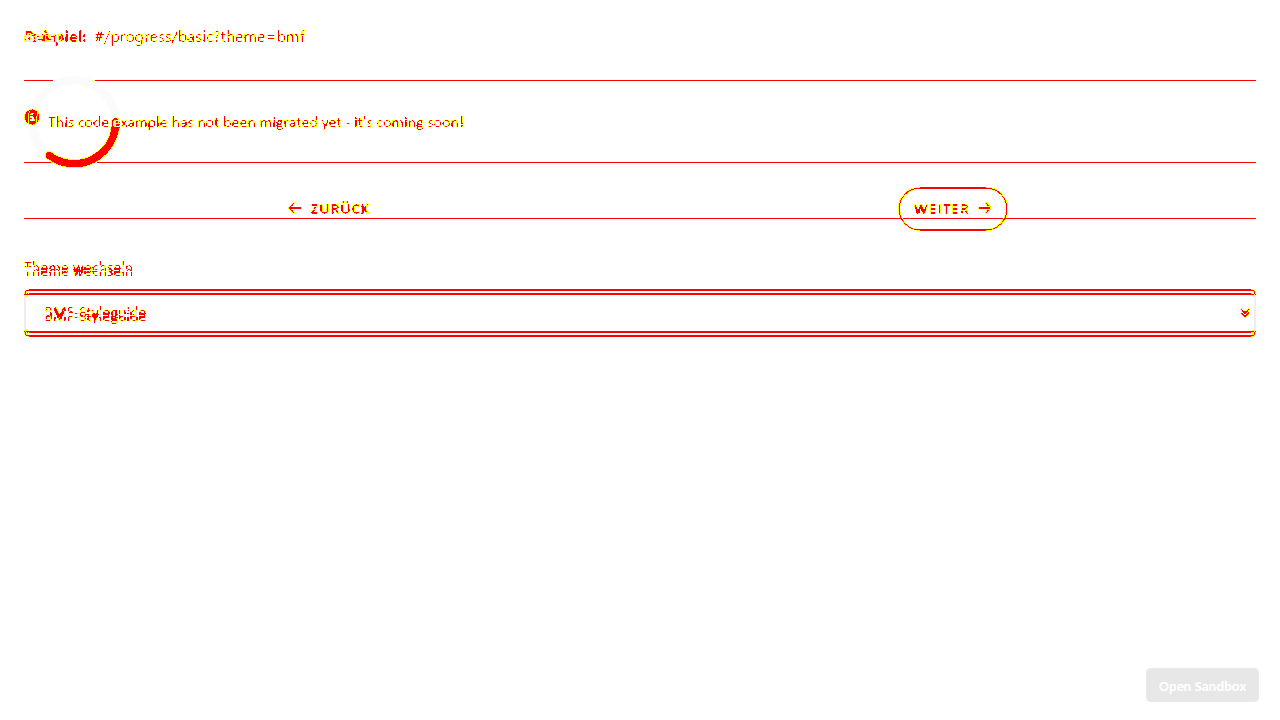 Beispiel: #/progress/basic?theme=bmf
This code example has not been migrated yet - it's coming soon!
← ZURÜCK
WEITER →
Theme wechseln
Styleguide
Open Sandbox